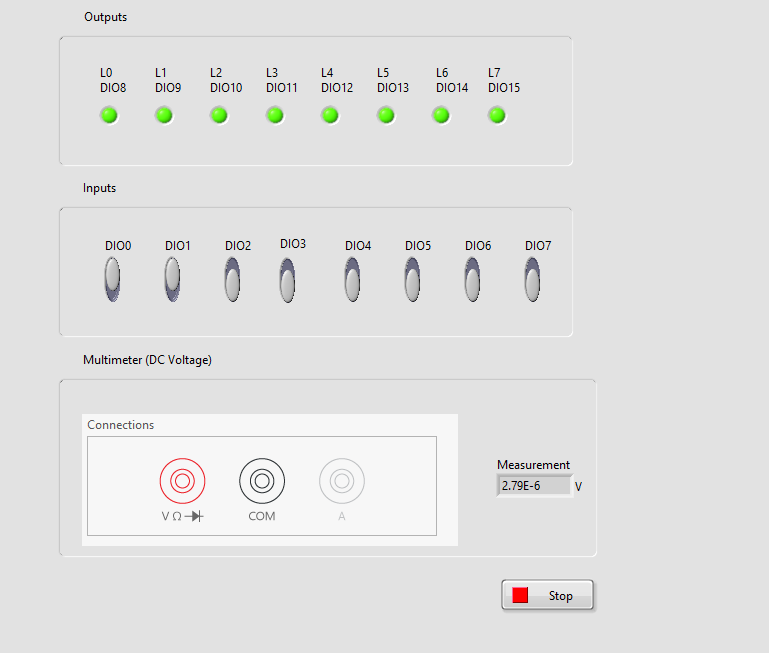 Outputs
L0 L1 L2 L3 L4 L5 L6 L7
DIO8 DIO9 DIO10 DIO11 DIO12 DIO13 DIO14 DIO15
Inputs
DIO0 DIO1 DIO2 DIO3 DIO4 DIO5 DIO6 DIO7
Multimeter (DC Voltage)
Connections
V Ω COM A
Measurement
2.79E-6 V
Stop